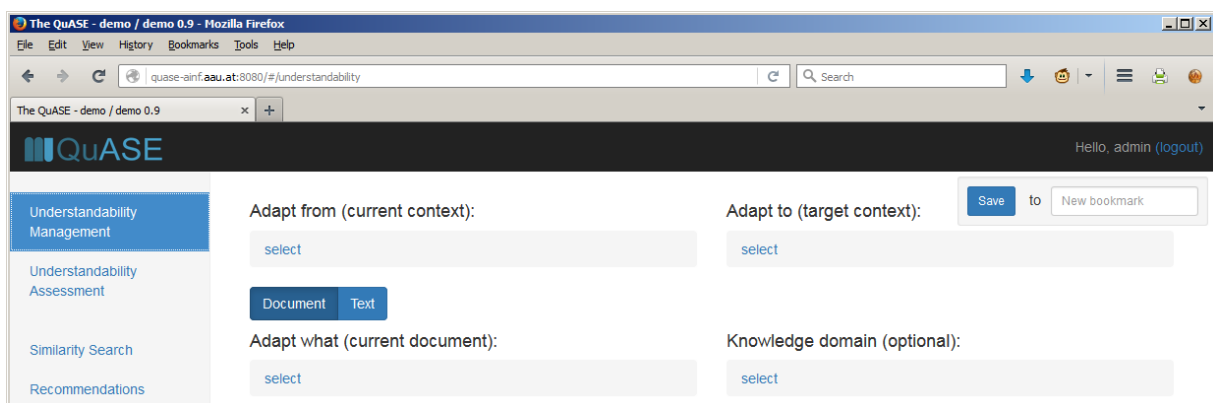 The QuASE - demo / demo 0.9 - Mozilla Firefox
File Edit View History Bookmarks Tools Help
quase-ainf.aau.at:8080/#/understandability Search
The QuASE - demo / demo 0.9
QuASE Hello, admin (logout)
Understandability Management
Understandability Assessment
Similarity Search
Recommendations
Save to New bookmark
Adapt from (current context): Adapt to (target context):
select select
Document Text
Adapt what (current document): Knowledge domain (optional):
select select